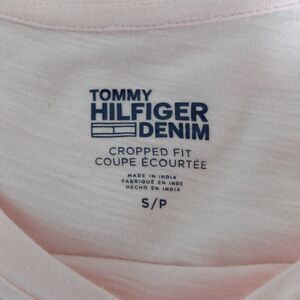 TOMMY
HILFIGER
DENIM
CROPPED FIT
COUPE ÉCOURTÉE
MADE IN INDIA
FABRIQUÉ EN INDE
HECHO EN INDIA
S/P